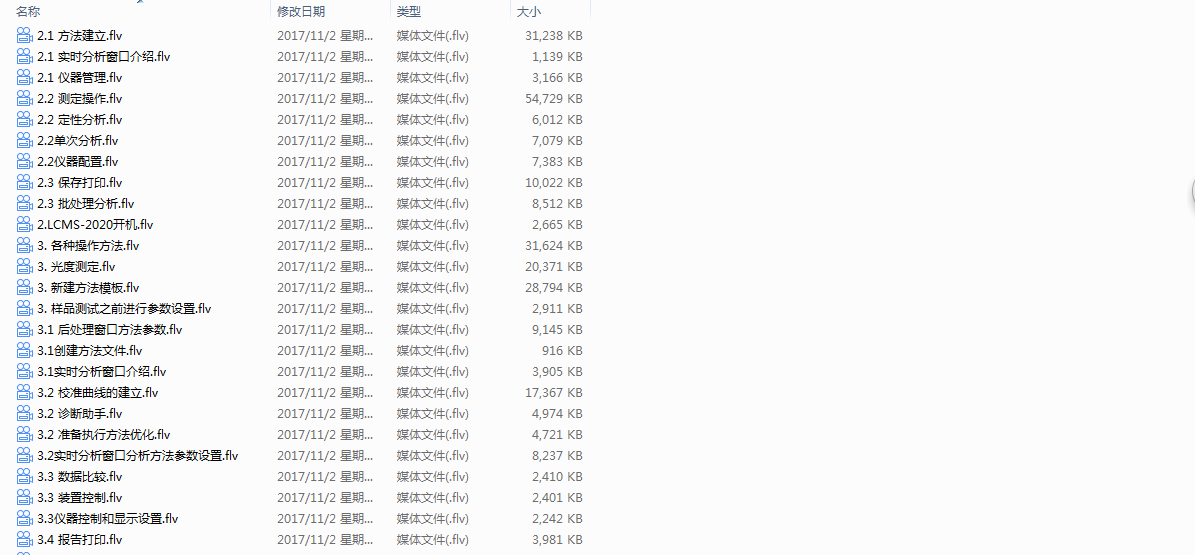 名称 修改日期 类型 大小
2.1 方法建立.flv 2017/11/2 星期... 媒体文件(.flv) 31,238 KB
2.1 实时分析窗口介绍.flv 2017/11/2 星期... 媒体文件(.flv) 1,139 KB
2.1 仪器管理.flv 2017/11/2 星期... 媒体文件(.flv) 3,166 KB
2.2 测定操作.flv 2017/11/2 星期... 媒体文件(.flv) 54,729 KB
2.2 定性分析.flv 2017/11/2 星期... 媒体文件(.flv) 6,012 KB
2.2单次分析.flv 2017/11/2 星期... 媒体文件(.flv) 7,079 KB
2.2仪器配置.flv 2017/11/2 星期... 媒体文件(.flv) 7,383 KB
2.3 保存打印.flv 2017/11/2 星期... 媒体文件(.flv) 10,022 KB
2.3 批处理分析.flv 2017/11/2 星期... 媒体文件(.flv) 8,512 KB
2.LCMS-2020开机.flv 2017/11/2 星期... 媒体文件(.flv) 2,665 KB
3. 各种操作方法.flv 2017/11/2 星期... 媒体文件(.flv) 31,624 KB
3. 光度测定.flv 2017/11/2 星期... 媒体文件(.flv) 20,371 KB
3. 新建方法模板.flv 2017/11/2 星期... 媒体文件(.flv) 28,794 KB
3. 样品测试之前进行参数设置.flv 2017/11/2 星期... 媒体文件(.flv) 2,911 KB
3.1 后处理窗口方法参数.flv 2017/11/2 星期... 媒体文件(.flv) 9,145 KB
3.1创建方法文件.flv 2017/11/2 星期... 媒体文件(.flv) 916 KB
3.1实时分析窗口介绍.flv 2017/11/2 星期... 媒体文件(.flv) 3,905 KB
3.2 校准曲线的建立.flv 2017/11/2 星期... 媒体文件(.flv) 17,367 KB
3.2 诊断助手.flv 2017/11/2 星期... 媒体文件(.flv) 4,974 KB
3.2 准备执行方法优化.flv 2017/11/2 星期... 媒体文件(.flv) 4,721 KB
3.2实时分析窗口分析方法参数设置.flv 2017/11/2 星期... 媒体文件(.flv) 8,237 KB
3.3 数据比较.flv 2017/11/2 星期... 媒体文件(.flv) 2,410 KB
3.3 装置控制.flv 2017/11/2 星期... 媒体文件(.flv) 2,401 KB
3.3仪器控制和显示设置.flv 2017/11/2 星期... 媒体文件(.flv) 2,242 KB
3.4 报告打印.flv 2017/11/2 星期... 媒体文件(.flv) 3,981 KB